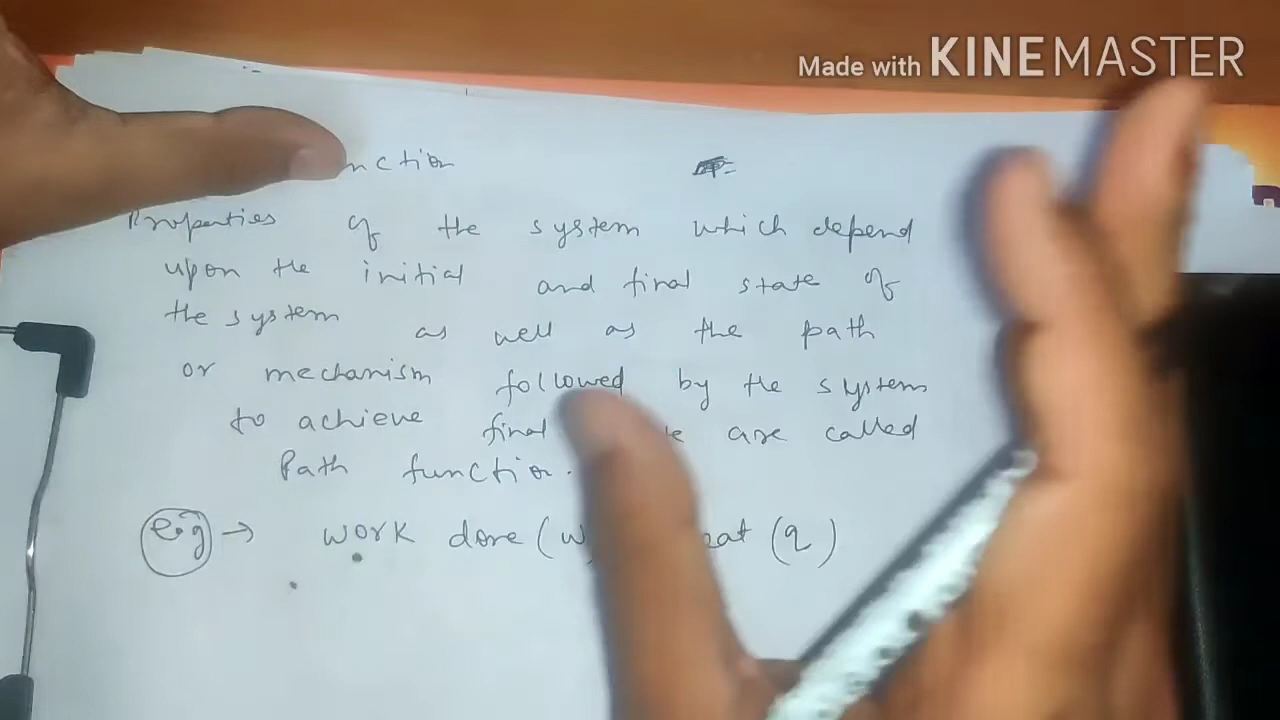 Made with KINEMASTER
nction
Properties of the system which depend
upon the initial and final state of
the system as well as the path
or mechanism followed by the system
to achieve final are called
Path function.
e.g → work done (w) eat (q)